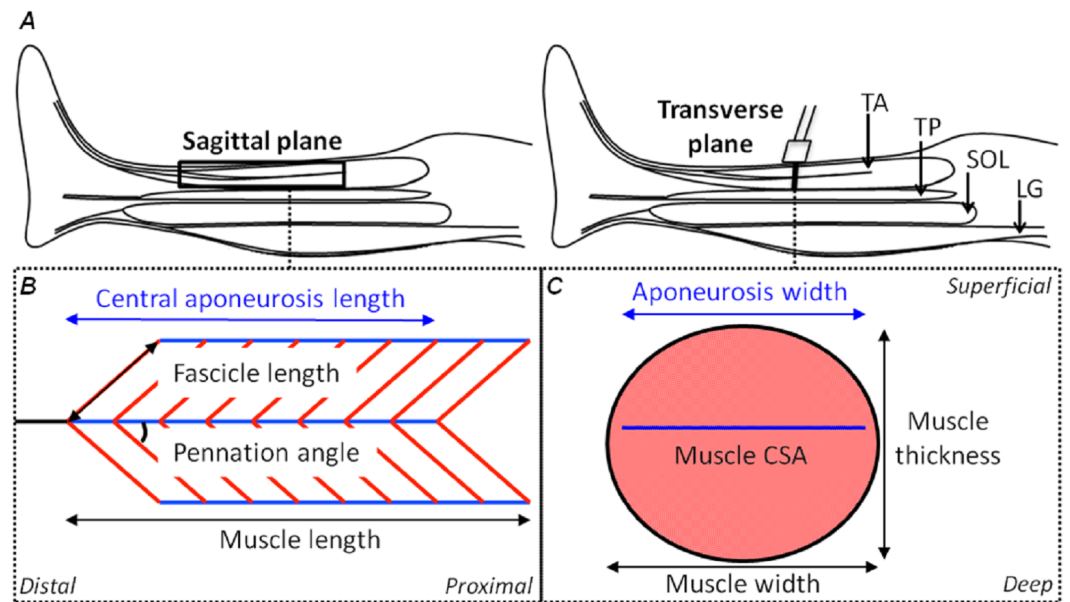 A
Sagittal plane
Transverse
plane
TA
TP
SOL
LG
B
Central aponeurosis length
Fascicle length
Pennation angle
Muscle length
Distal
Proximal
C
Aponeurosis width
Superficial
Muscle CSA
Muscle
thickness
Muscle width
Deep